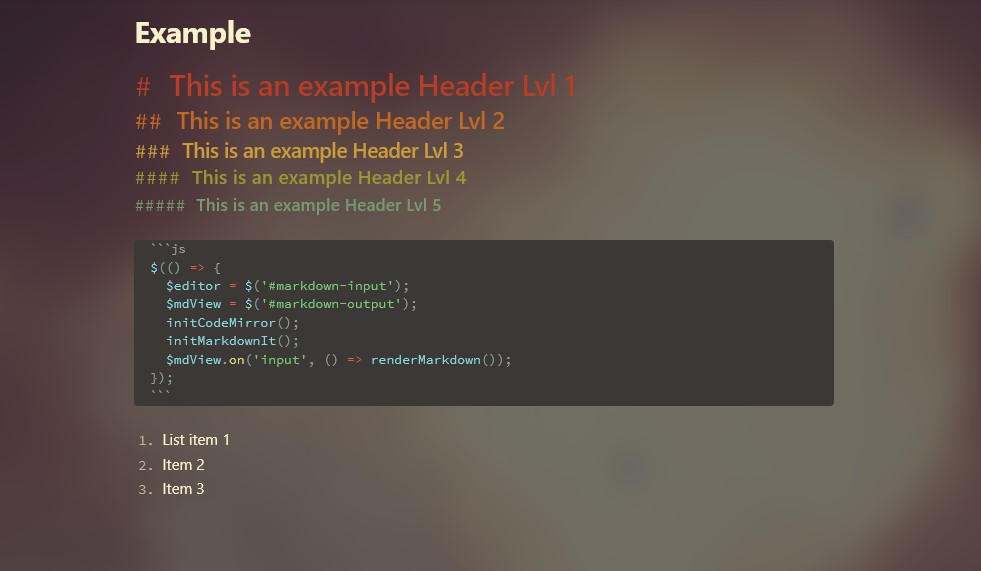 Example
# This is an example Header Lvl 1
## This is an example Header Lvl 2
### This is an example Header Lvl 3
#### This is an example Header Lvl 4
##### This is an example Header Lvl 5
```js
$(() => {
  $editor = $('#markdown-input');
  $mdView = $('#markdown-output');
  initCodeMirror();
  initMarkdownIt();
  $mdView.on('input', () => renderMarkdown());
});
```
1. List item 1
2. Item 2
3. Item 3